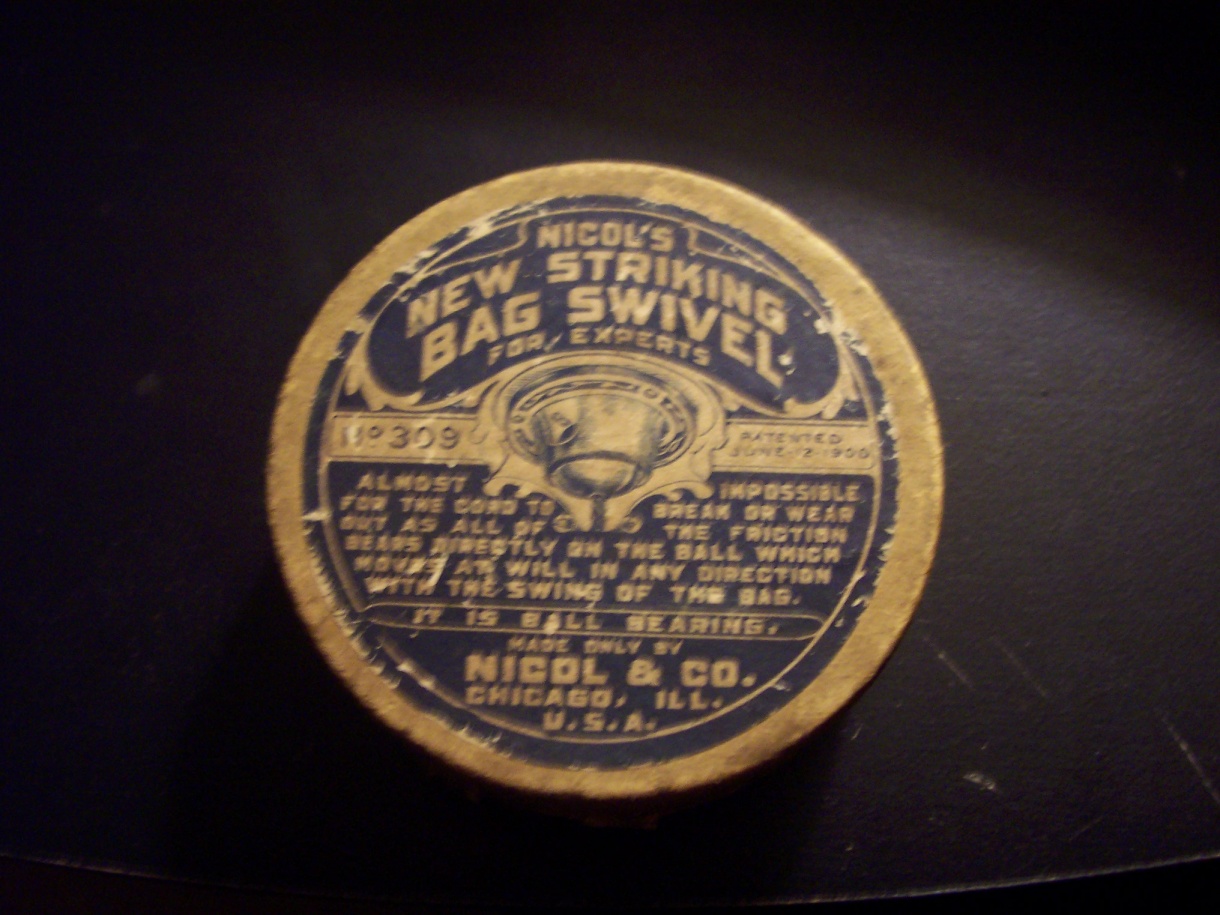 NICOL'S
NEW STRIKING
BAG SWIVEL
FOR EXPERTS
No 309
PATENTED
JUNE-12-1900
ALMOST IMPOSSIBLE
FOR THE CORD TO BREAK OR WEAR
OUT AS ALL OF THE FRICTION
BEARS DIRECTLY ON THE BALL WHICH
MOVES AT WILL IN ANY DIRECTION
WITH THE SWING OF THE BAG.
IT IS BALL BEARING.
MADE ONLY BY
NICOL & CO.
CHICAGO, ILL.
U.S.A.